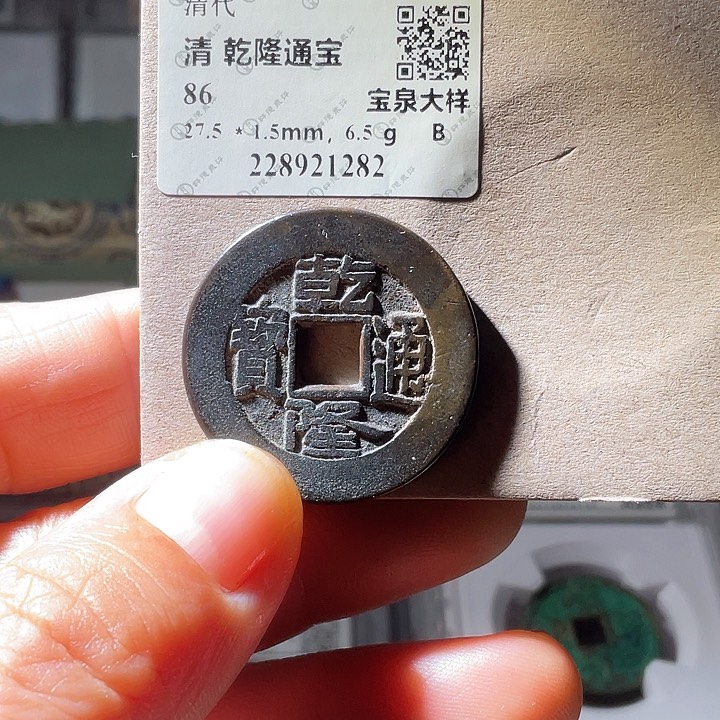 清代
清 乾隆通宝
86
宝泉大样
27.5 * 1.5mm, 6.5 g B
228921282
乾
寶 通
隆